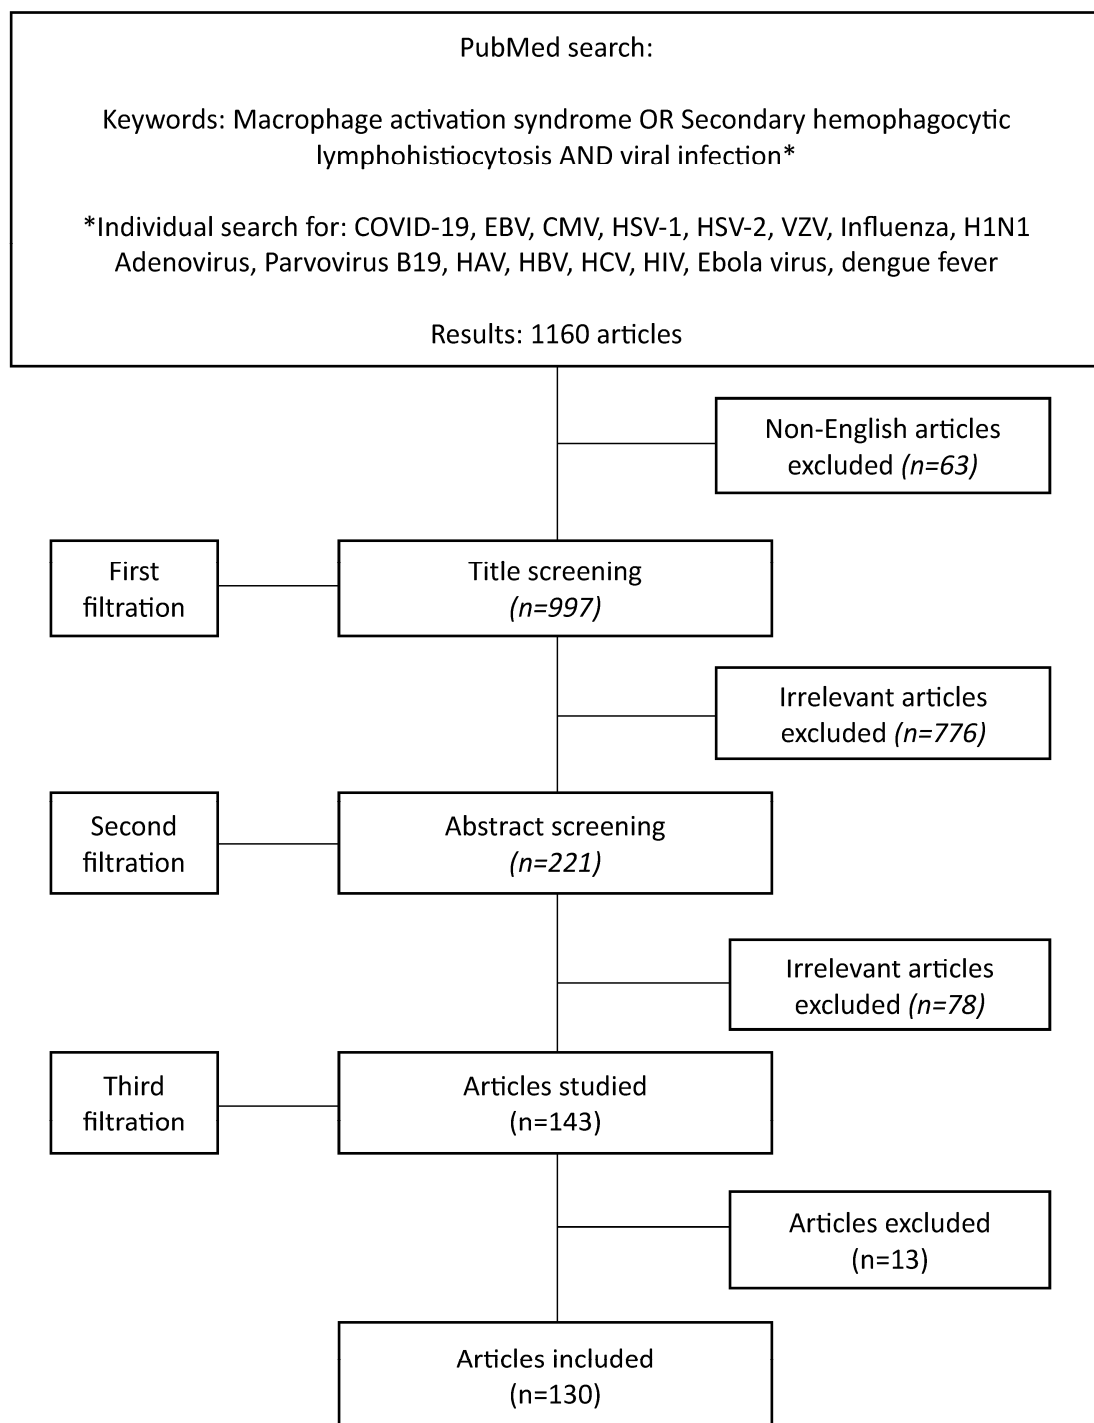 PubMed search:
Keywords: Macrophage activation syndrome OR Secondary hemophagocytic
lymphohistiocytosis AND viral infection*
*Individual search for: COVID-19, EBV, CMV, HSV-1, HSV-2, VZV, Influenza, H1N1
Adenovirus, Parvovirus B19, HAV, HBV, HCV, HIV, Ebola virus, dengue fever
Results: 1160 articles
Non-English articles
excluded (n=63)
First
filtration
Title screening
(n=997)
Irrelevant articles
excluded (n=776)
Second
filtration
Abstract screening
(n=221)
Irrelevant articles
excluded (n=78)
Third
filtration
Articles studied
(n=143)
Articles excluded
(n=13)
Articles included
(n=130)